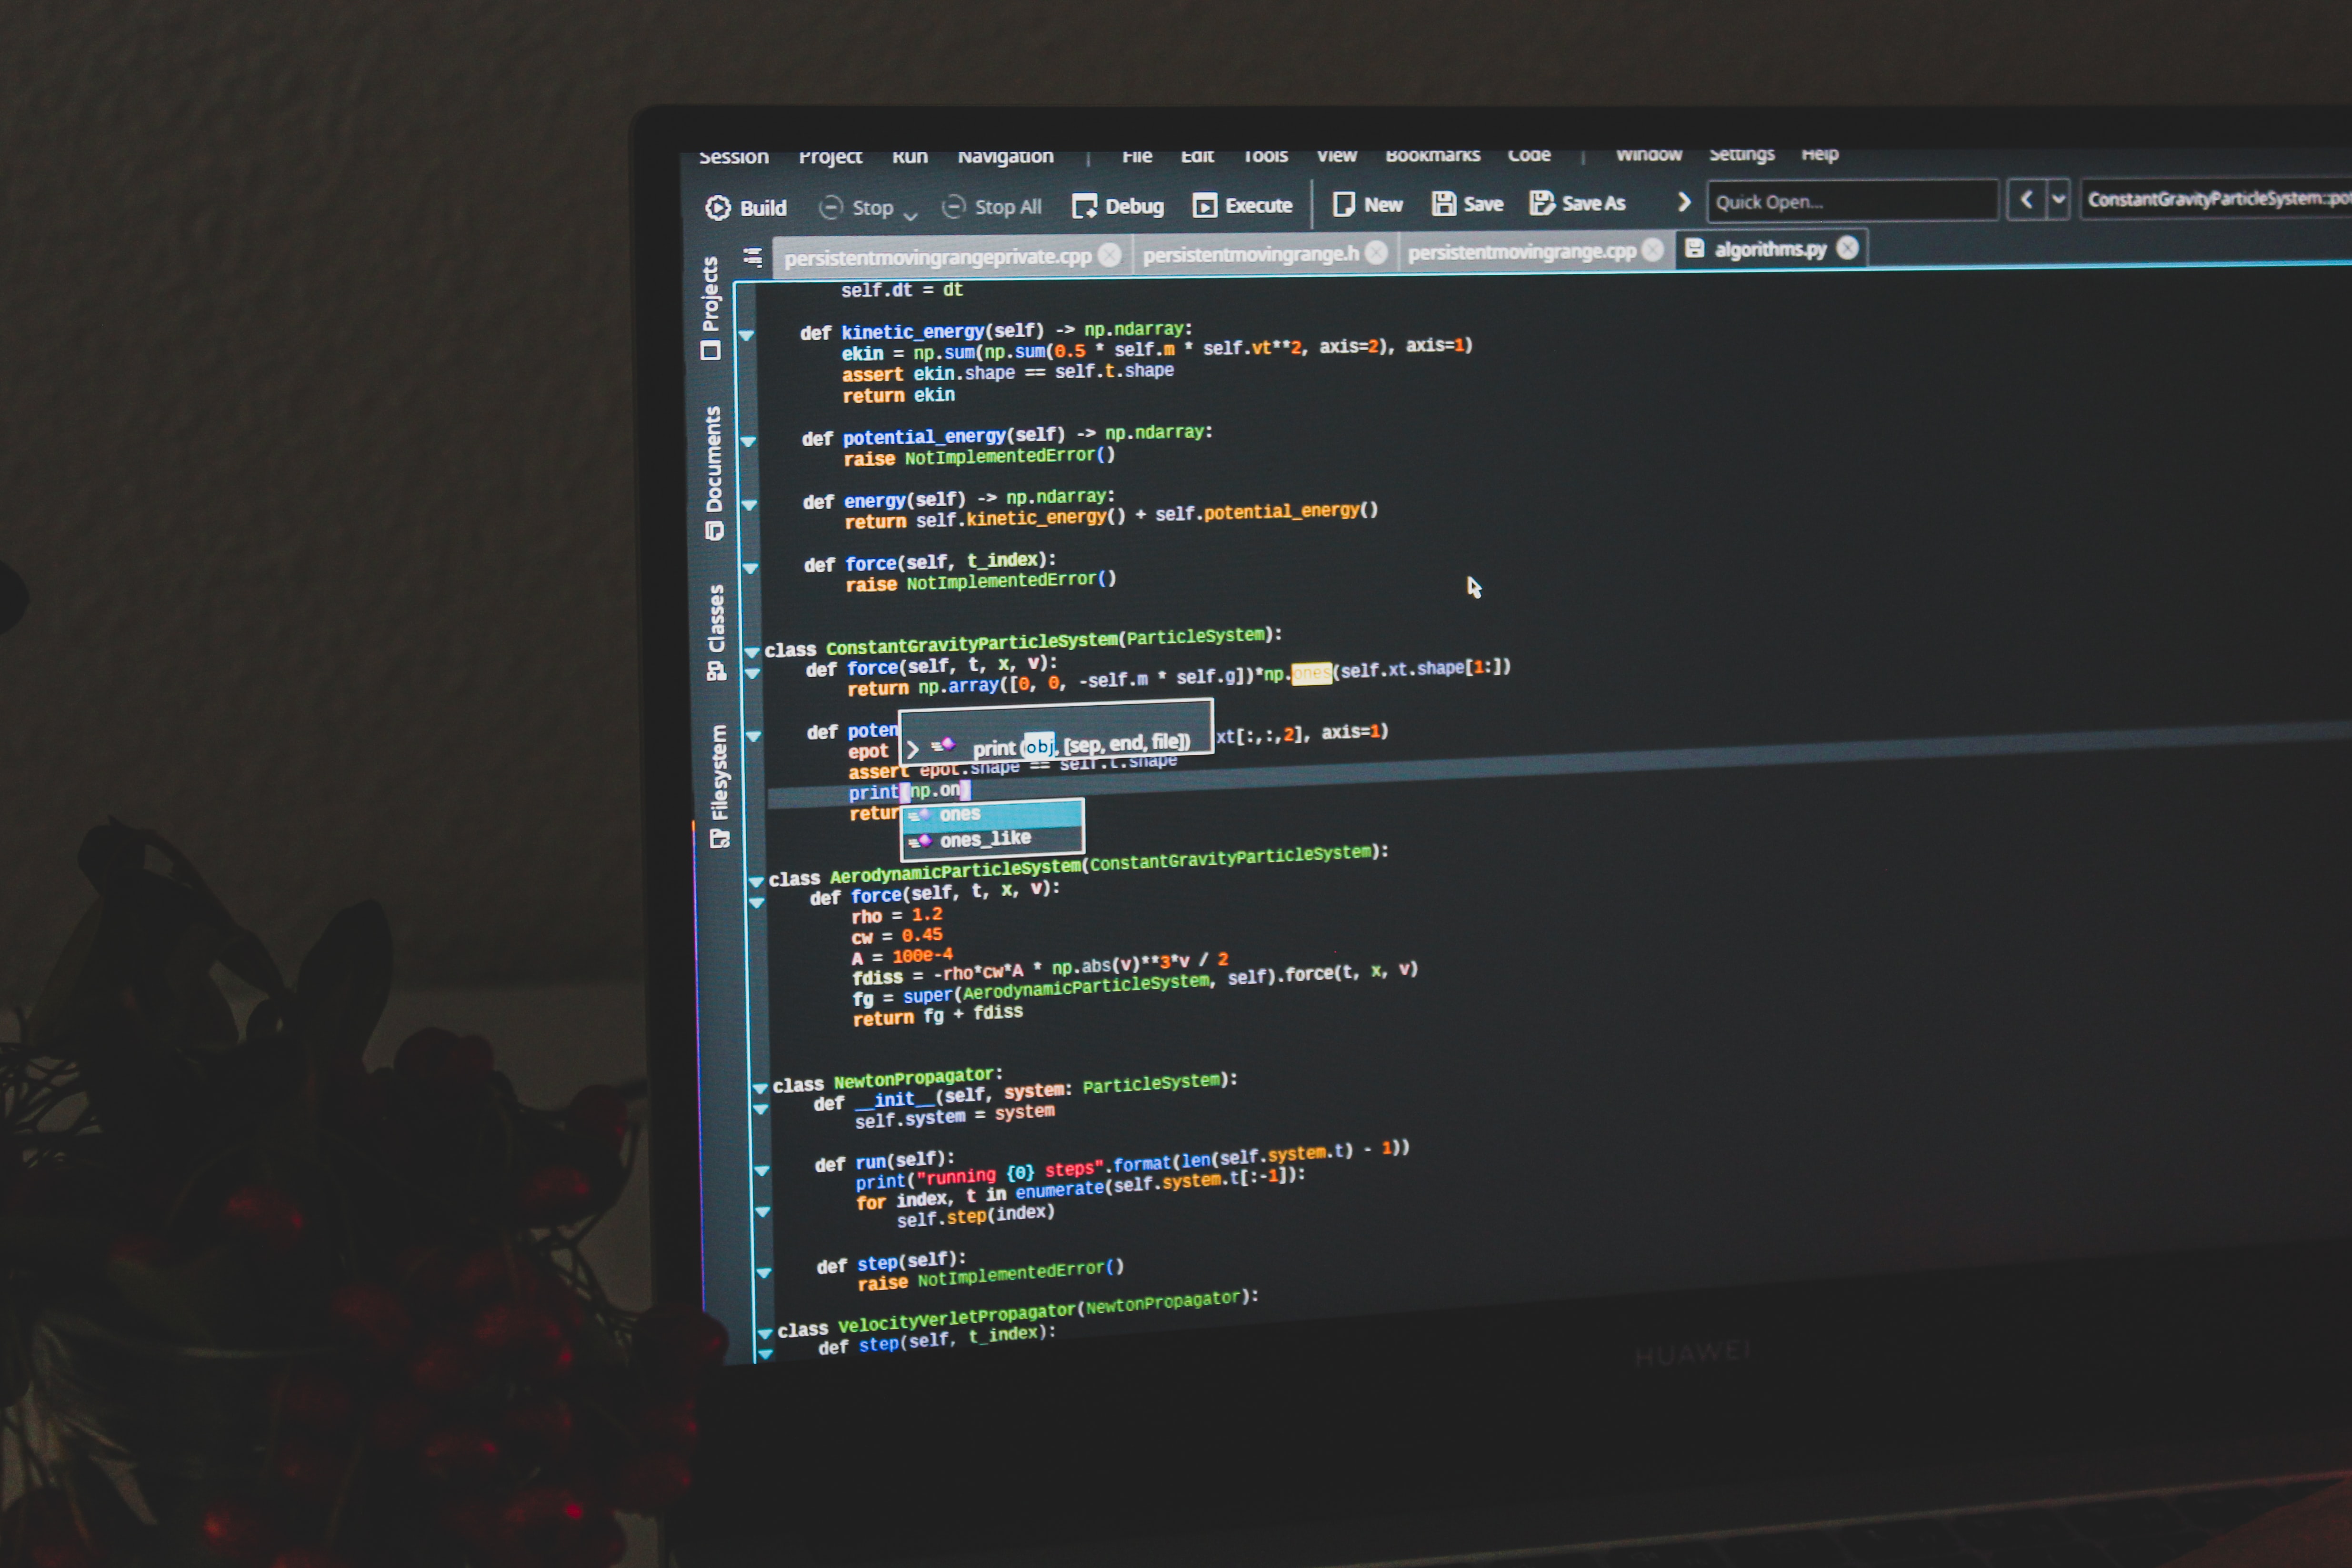 Session Project Run Navigation | File Edit Tools View Bookmarks Code | Window Settings Help
Build Stop Stop All Debug Execute New Save Save As Quick Open... ConstantGravityParticleSystem::pot
persistentmovingrangeprivate.cpp persistentmovingrange.h persistentmovingrange.cpp algorithms.py
Projects
Documents
Classes
Filesystem
self.dt = dt
def kinetic_energy(self) -> np.ndarray:
ekin = np.sum(np.sum(0.5 * self.m * self.vt**2, axis=2), axis=1)
assert ekin.shape == self.t.shape
return ekin
def potential_energy(self) -> np.ndarray:
raise NotImplementedError()
def energy(self) -> np.ndarray:
return self.kinetic_energy() + self.potential_energy()
def force(self, t_index):
raise NotImplementedError()
class ConstantGravityParticleSystem(ParticleSystem):
def force(self, t, x, v):
return np.array([0, 0, -self.m * self.g])*np.ones(self.xt.shape[1:])
def poten
print (obj, [sep, end, file])
epot xt[:,:,2], axis=1)
assert epot.shape == self.t.shape
print(np.on)
retur
ones
ones_like
class AerodynamicParticleSystem(ConstantGravityParticleSystem):
def force(self, t, x, v):
rho = 1.2
cw = 0.45
A = 100e-4
fdiss = -rho*cw*A * np.abs(v)**3*v / 2
fg = super(AerodynamicParticleSystem, self).force(t, x, v)
return fg + fdiss
class NewtonPropagator:
def __init__(self, system: ParticleSystem):
self.system = system
def run(self):
print("running {0} steps".format(len(self.system.t) - 1))
for index, t in enumerate(self.system.t[:-1]):
self.step(index)
def step(self):
raise NotImplementedError()
class VelocityVerletPropagator(NewtonPropagator):
def step(self, t_index):
HUAWEI